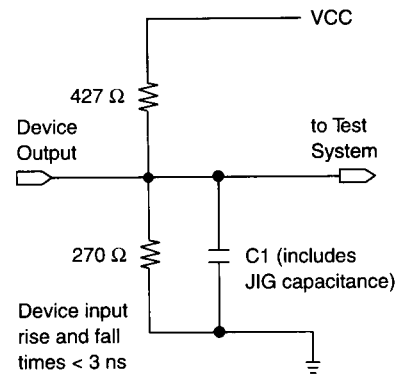 VCC
427 Ω
Device
Output
to Test
System
270 Ω
C1 (includes
JIG capacitance)
Device input
rise and fall
times < 3 ns